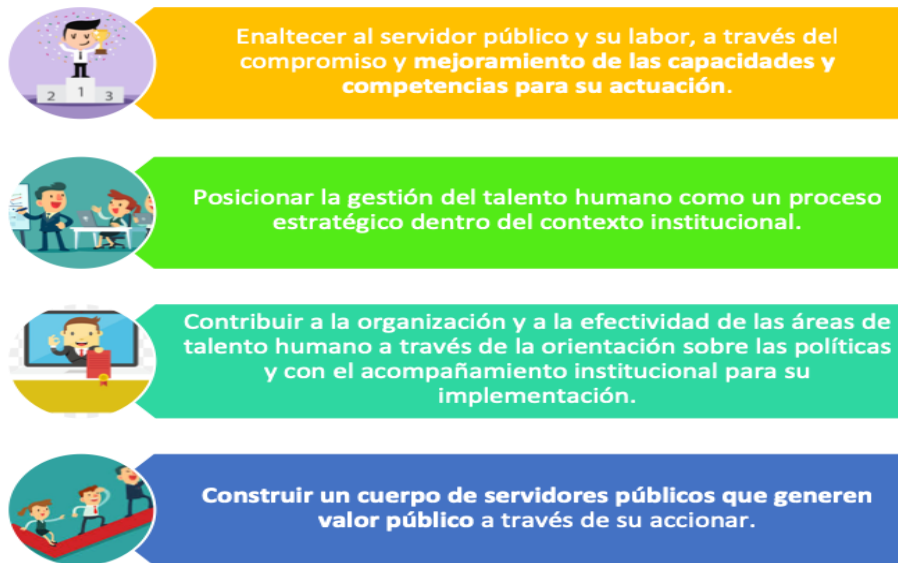 2
1
3
Enaltecer al servidor público y su labor, a través del
compromiso y mejoramiento de las capacidades y
competencias para su actuación.
Posicionar la gestión del talento humano como un proceso
estratégico dentro del contexto institucional.
Contribuir a la organización y a la efectividad de las áreas de
talento humano a través de la orientación sobre las políticas
y con el acompañamiento institucional para su
implementación.
Construir un cuerpo de servidores públicos que generen
valor público a través de su accionar.